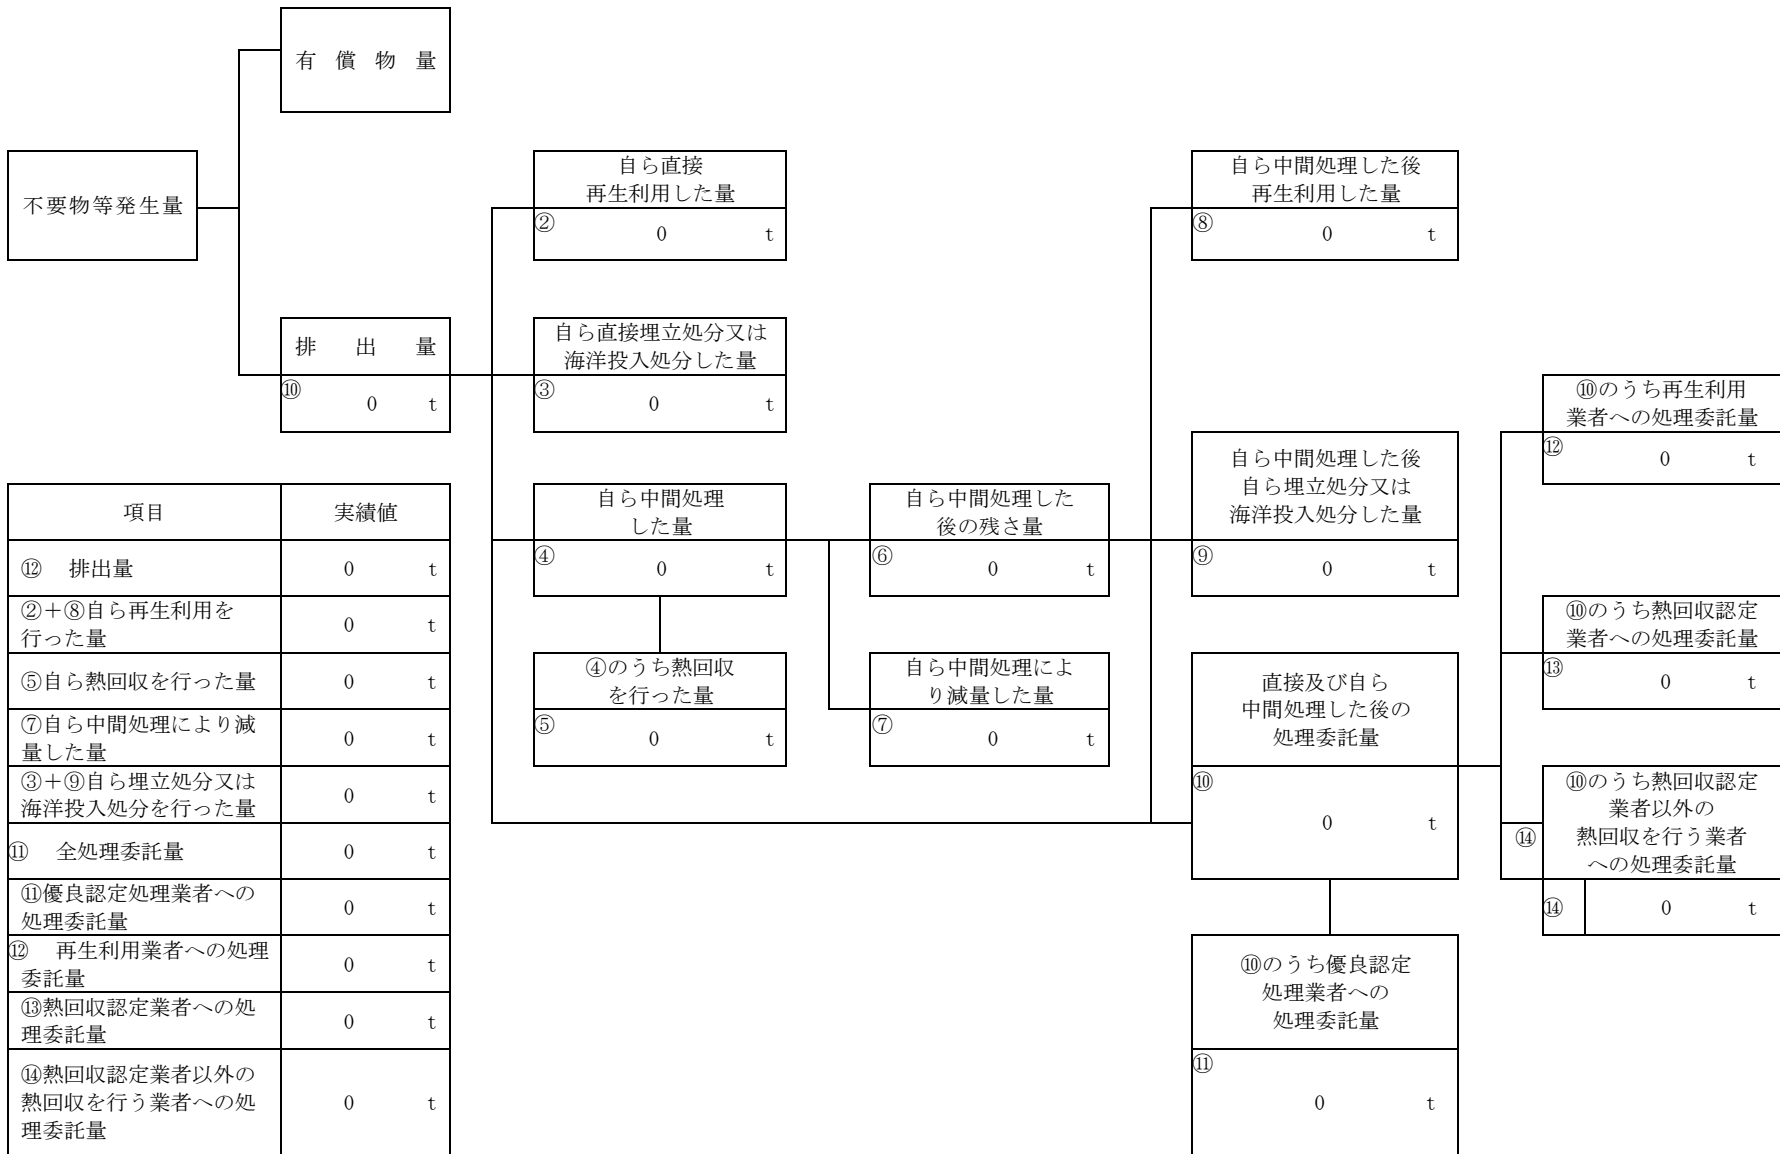 有 償 物 量
不要物等発生量
自ら直接
再生利用した量
② 0 t
自ら中間処理した後
再生利用した量
⑧ 0 t
排 出 量
⑩ 0 t
自ら直接埋立処分又は
海洋投入処分した量
③ 0 t
⑩のうち再生利用
業者への処理委託量
⑫ 0 t
自ら中間処理
した量
④ 0 t
自ら中間処理した
後の残さ量
⑥ 0 t
自ら中間処理した後
自ら埋立処分又は
海洋投入処分した量
⑨ 0 t
⑩のうち熱回収認定
業者への処理委託量
⑬ 0 t
④のうち熱回収
を行った量
⑤ 0 t
自ら中間処理によ
り減量した量
⑦ 0 t
直接及び自ら
中間処理した後の
処理委託量
⑩
0 t
⑩のうち熱回収認定
業者以外の
⑭ 熱回収を行う業者
への処理委託量
⑭ 0 t
⑩のうち優良認定
処理業者への
処理委託量
⑪
0 t
項目 実績値
⑫ 排出量 0 t
②+⑧自ら再生利用を
行った量 0 t
⑤自ら熱回収を行った量 0 t
⑦自ら中間処理により減
量した量 0 t
③+⑨自ら埋立処分又は
海洋投入処分を行った量 0 t
⑪ 全処理委託量 0 t
⑪優良認定処理業者への
処理委託量 0 t
⑫ 再生利用業者への処理
委託量 0 t
⑬熱回収認定業者への処
理委託量 0 t
⑭熱回収認定業者以外の
熱回収を行う業者への処 0 t
理委託量